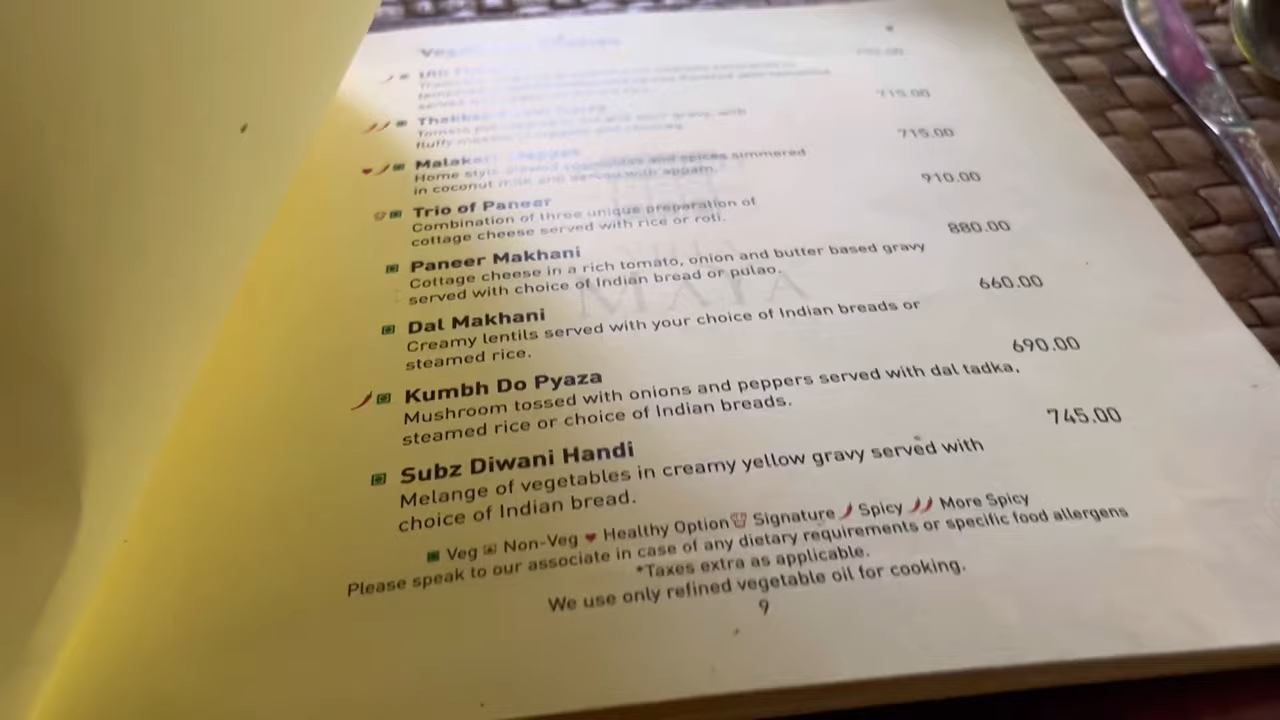 715.00
Home
simmered
in coconut
715.00
Trio of Paneer
910.00
Combination of three unique preparation of
cottage cheese served with rice or roti.
Paneer Makhani
880.00
Cottage cheese in a rich tomato, onion and butter based gravy
served with choice of Indian bread or pulao.
Dal Makhani
660.00
Creamy lentils served with your choice of Indian breads or
steamed rice.
Kumbh Do Pyaza
690.00
Mushroom tossed with onions and peppers served with dal tadka,
steamed rice or choice of Indian breads.
Subz Diwani Handi
745.00
Melange of vegetables in creamy yellow gravy served with
choice of Indian bread.
Veg Non-Veg Healthy Option Signature Spicy More Spicy
Please speak to our associate in case of any dietary requirements or specific food allergens
*Taxes extra as applicable.
We use only refined vegetable oil for cooking.
9